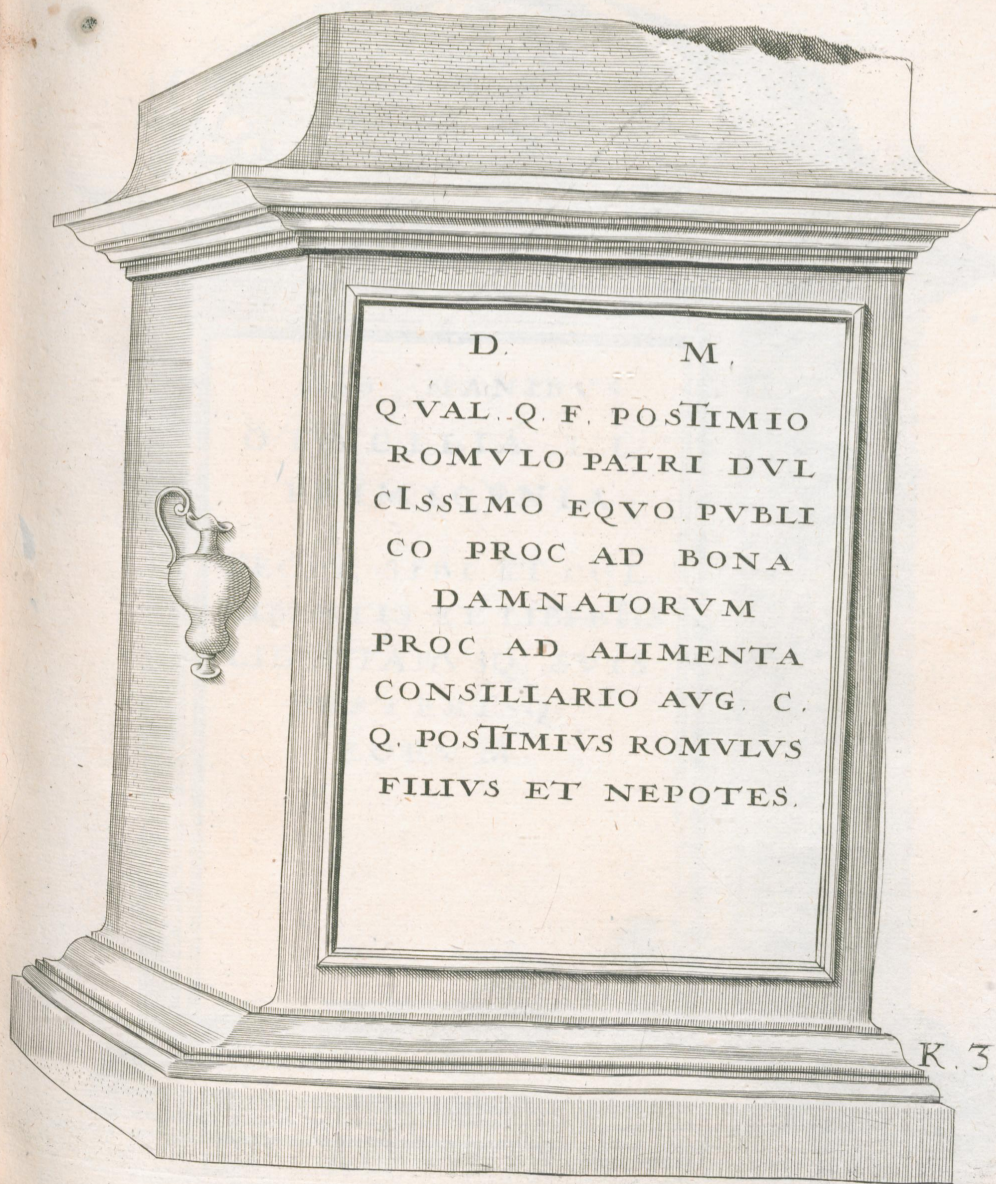 D. M.
Q. VAL. Q. F. POSTIMIO
ROMVLO PATRI DVL
CISSIMO EQVO PVBLI
CO PROC AD BONA
DAMNATORVM
PROC AD ALIMENTA
CONSILIARIO AVG. C.
Q. POSTIMIVS ROMVLVS
FILIVS ET NEPOTES.
K. 3